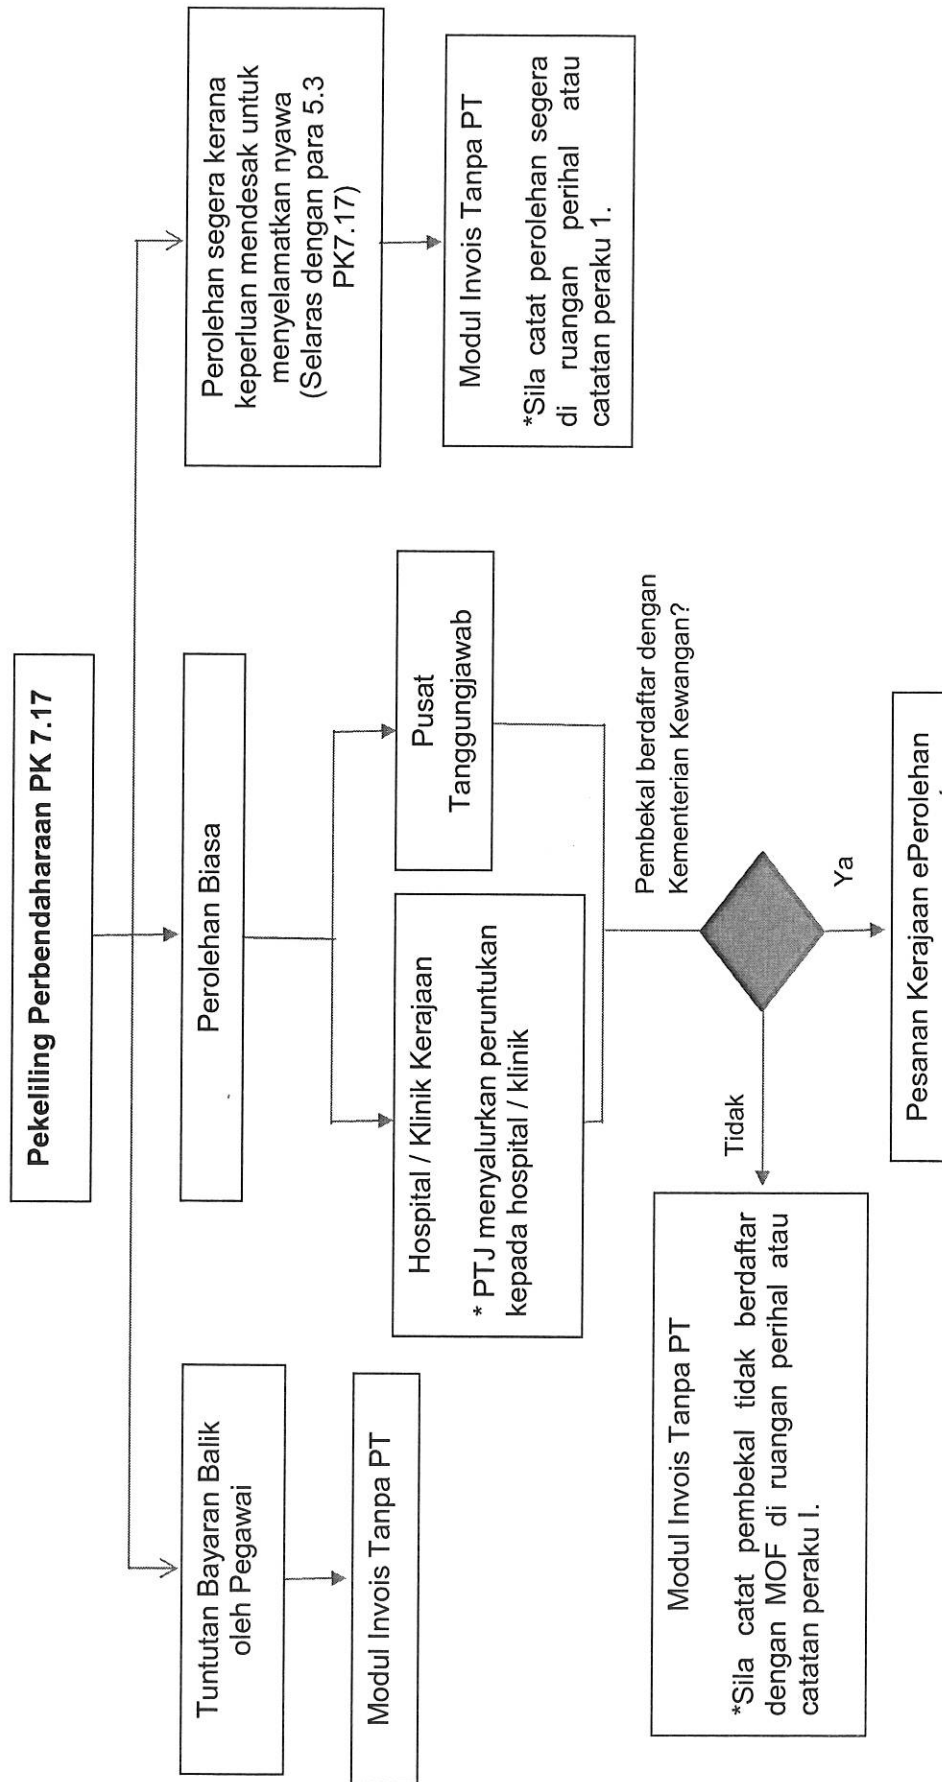 Pekeliling Perbendaharaan PK 7.17
Tuntutan Bayaran Balik
oleh Pegawai
Modul Invois Tanpa PT
Perolehan Biasa
Hospital / Klinik Kerajaan
* PTJ menyalurkan peruntukan
kepada hospital / klinik
Pusat
Tanggungjawab
Perolehan segera kerana
keperluan mendesak untuk
menyelamatkan nyawa
(Selaras dengan para 5.3
PK7.17)
Modul Invois Tanpa PT
*Sila catat perolehan segera
di ruangan perihal atau
catatan peraku 1.
Pembekal berdaftar dengan
Kementerian Kewangan?
Tidak
Ya
Modul Invois Tanpa PT
*Sila catat pembekal tidak berdaftar
dengan MOF di ruangan perihal atau
catatan peraku I.
Pesanan Kerajaan ePerolehan